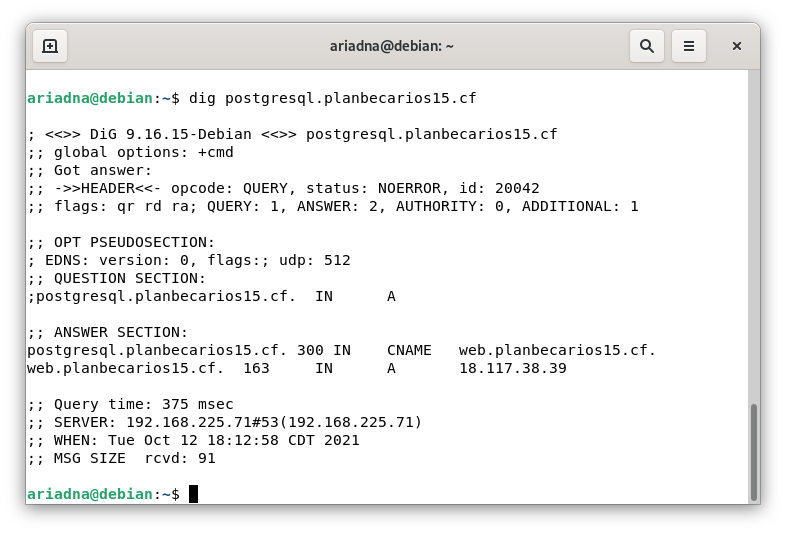 ariadna@debian: ~
ariadna@debian:~$ dig postgresql.planbecarios15.cf
; <<>> DiG 9.16.15-Debian <<>> postgresql.planbecarios15.cf
;; global options: +cmd
;; Got answer:
;; ->>HEADER<<- opcode: QUERY, status: NOERROR, id: 20042
;; flags: qr rd ra; QUERY: 1, ANSWER: 2, AUTHORITY: 0, ADDITIONAL: 1
;; OPT PSEUDOSECTION:
; EDNS: version: 0, flags:; udp: 512
;; QUESTION SECTION:
;postgresql.planbecarios15.cf.  IN      A
;; ANSWER SECTION:
postgresql.planbecarios15.cf. 300 IN    CNAME   web.planbecarios15.cf.
web.planbecarios15.cf.  163     IN      A       18.117.38.39
;; Query time: 375 msec
;; SERVER: 192.168.225.71#53(192.168.225.71)
;; WHEN: Tue Oct 12 18:12:58 CDT 2021
;; MSG SIZE  rcvd: 91
ariadna@debian:~$